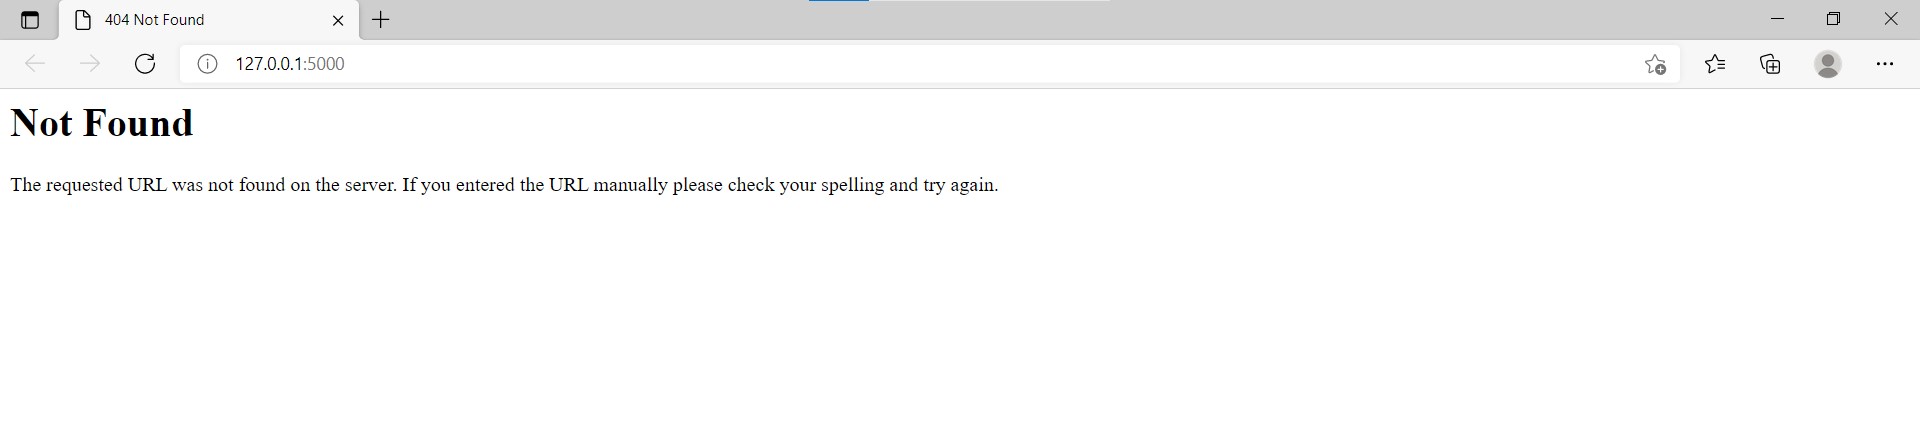 404 Not Found
127.0.0.1:5000
Not Found
The requested URL was not found on the server. If you entered the URL manually please check your spelling and try again.